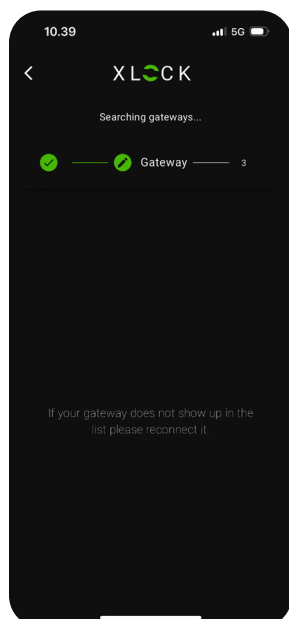 10.39
5G
XLOCK
Searching gateways...
Gateway 3
If your gateway does not show up in the
list please reconnect it.